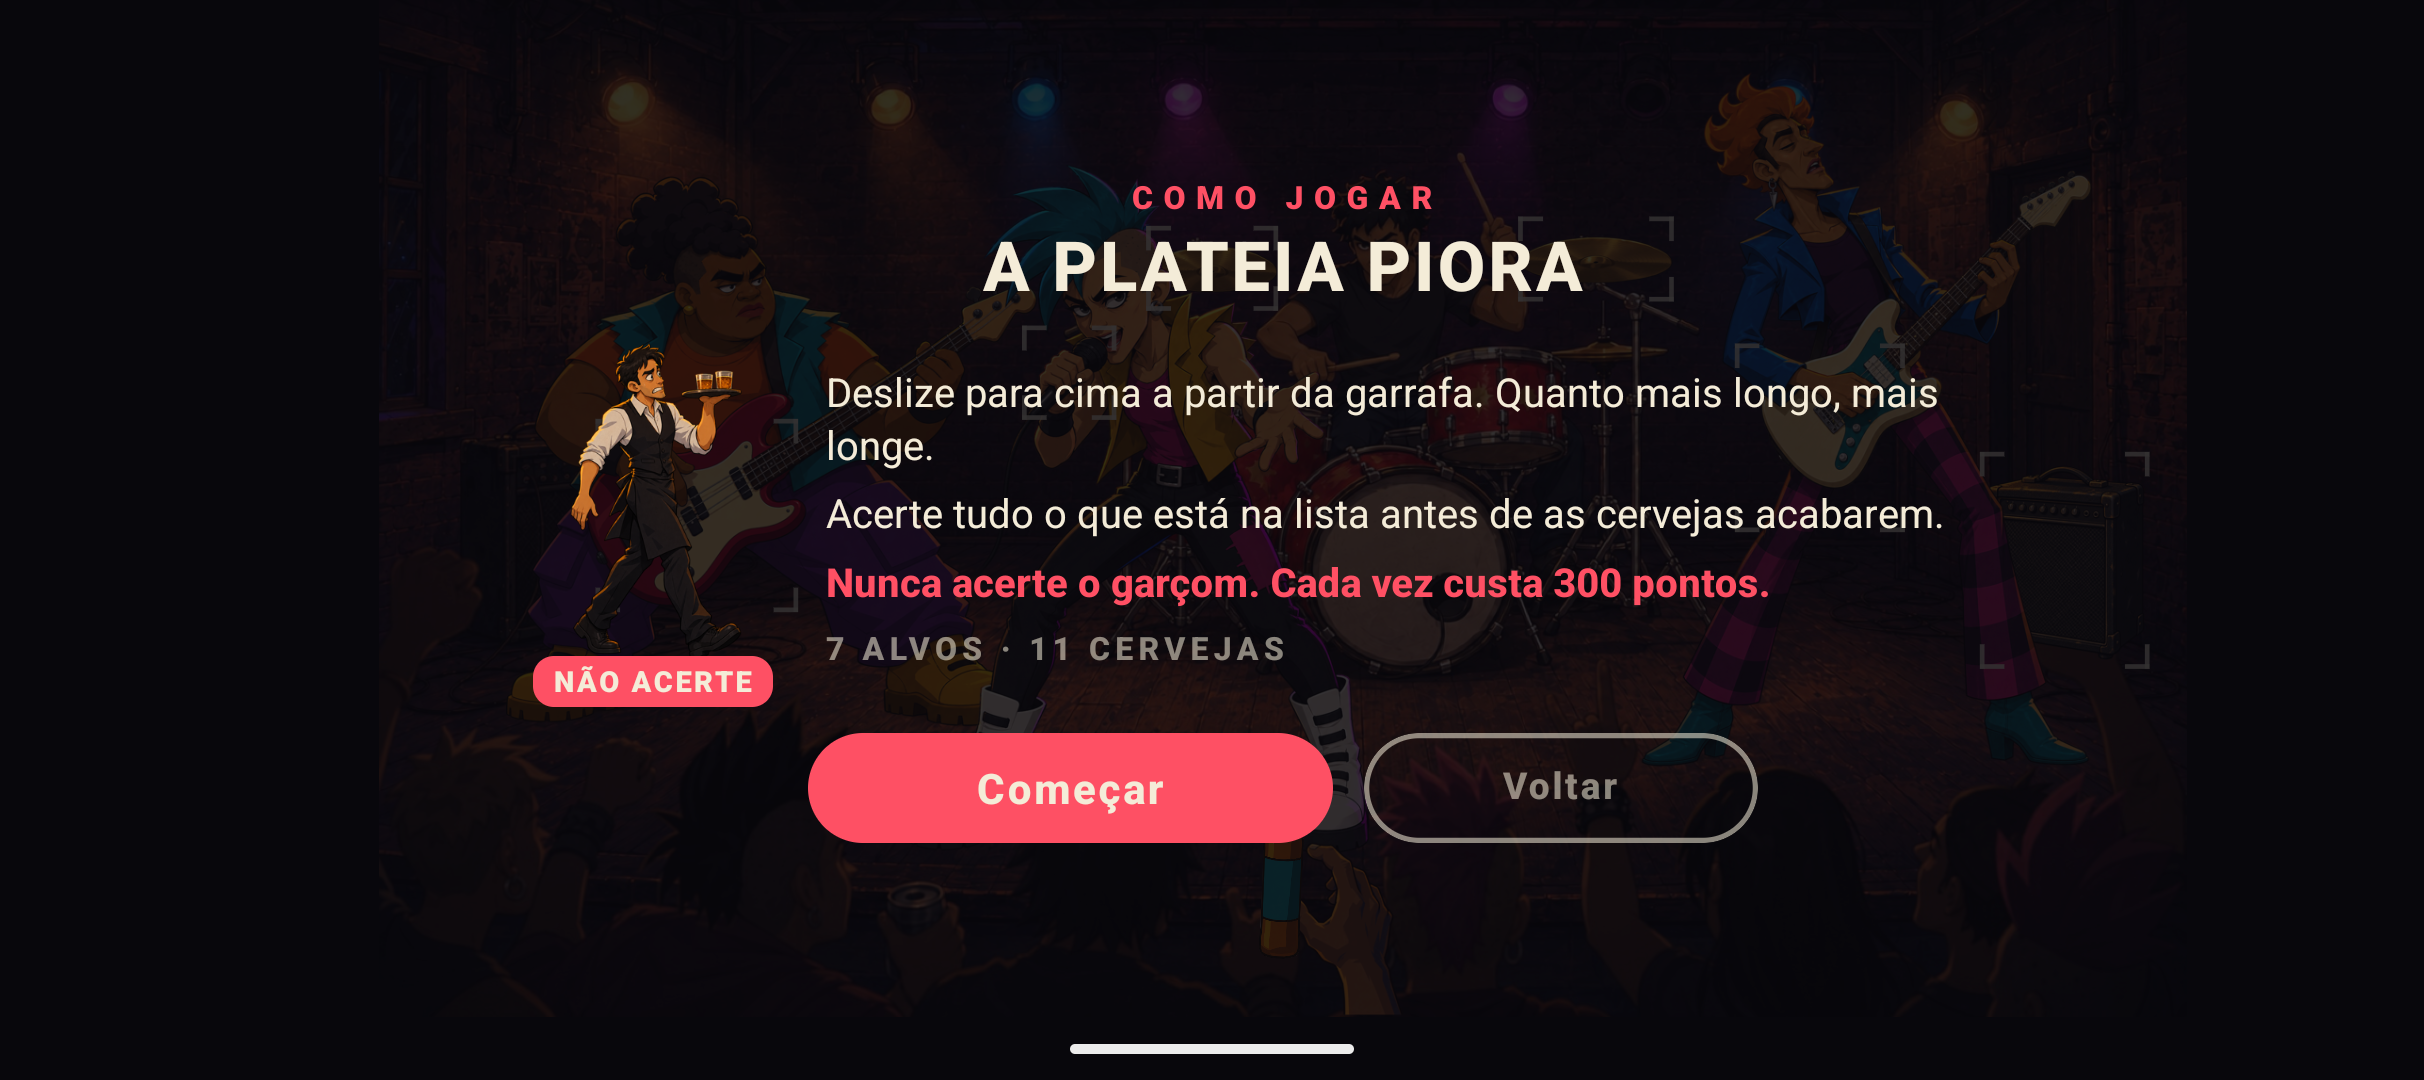 COMO JOGAR
A PLATEIA PIORA
Deslize para cima a partir da garrafa. Quanto mais longo, mais
longe.
Acerte tudo o que está na lista antes de as cervejas acabarem.
Nunca acerte o garçom. Cada vez custa 300 pontos.
7 ALVOS · 11 CERVEJAS
NÃO ACERTE
Começar
Voltar